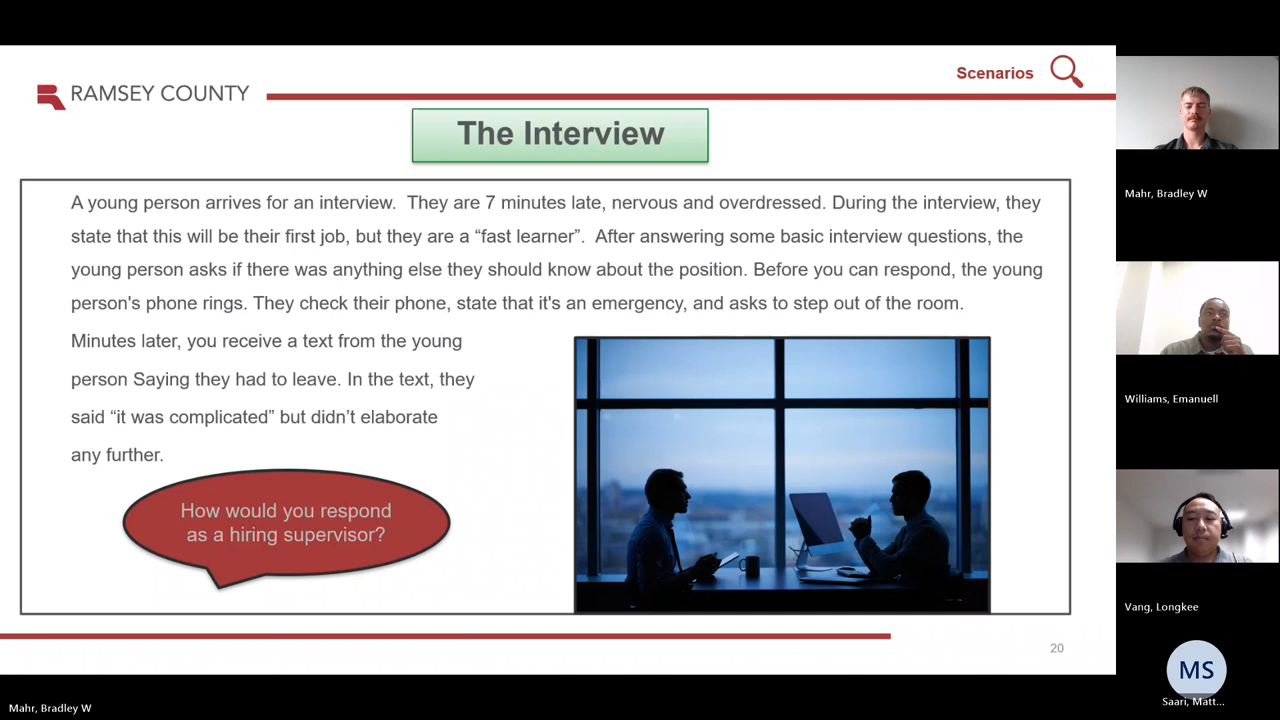 Scenarios
RAMSEY COUNTY
The Interview
A young person arrives for an interview.  They are 7 minutes late, nervous and overdressed. During the interview, they
state that this will be their first job, but they are a “fast learner”.  After answering some basic interview questions, the
young person asks if there was anything else they should know about the position. Before you can respond, the young
person's phone rings. They check their phone, state that it's an emergency, and asks to step out of the room.
Minutes later, you receive a text from the young
person Saying they had to leave. In the text, they
said “it was complicated” but didn’t elaborate
any further.
How would you respond
as a hiring supervisor?
20
Mahr, Bradley W
Williams, Emanuell
Vang, Longkee
MS
Saari, Matt...
Mahr, Bradley W